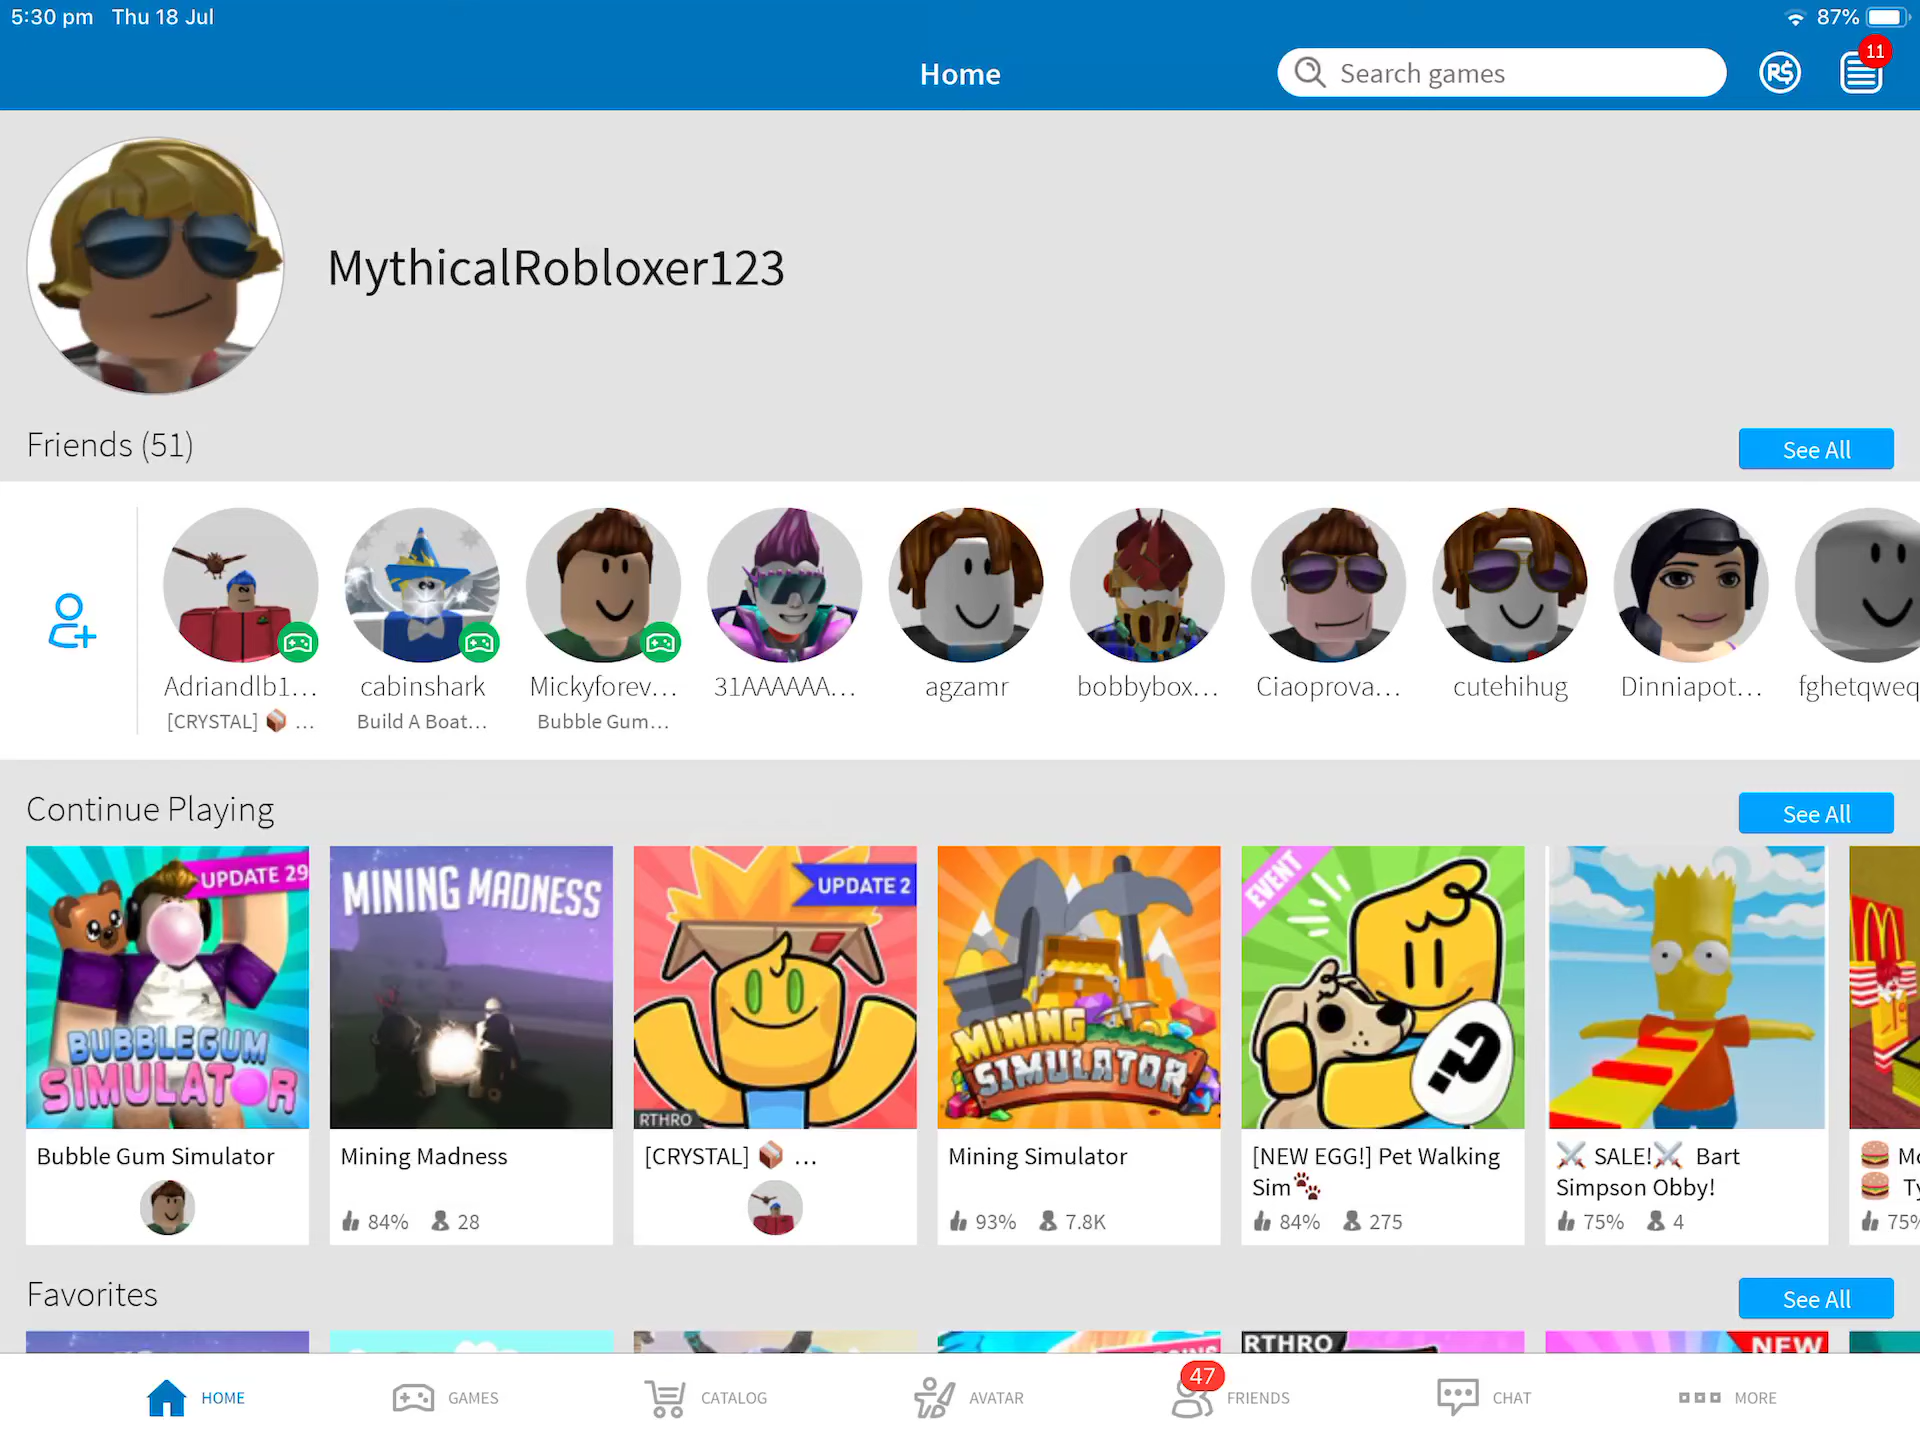 5:30 pm Thu 18 Jul
87%
Home
Search games
R$
11
MythicalRobloxer123
Friends (51)
See All
Adriandlb1... cabinshark Mickyforev... 31AAAAAA... agzamr bobbybox... Ciaoprova... cutehihug Dinniapot... fghetqweq
[CRYSTAL] 📦 ... Build A Boat... Bubble Gum...
Continue Playing
See All
UPDATE 29
BUBBLEGUM
SIMULATOR
MINING MADNESS
UPDATE 2
RTHRO
MINING
SIMULATOR
EVENT
Bubble Gum Simulator
Mining Madness
84% 28
[CRYSTAL] 📦 ...
Mining Simulator
93% 7.8K
[NEW EGG!] Pet Walking
Sim🐾
84% 275
⚔️ SALE!⚔️ Bart
Simpson Obby!
75% 4
🍔 Mc
🍔 Ty
75%
Favorites
See All
RTHRO
NEW
HOME
GAMES
CATALOG
AVATAR
47
FRIENDS
CHAT
MORE